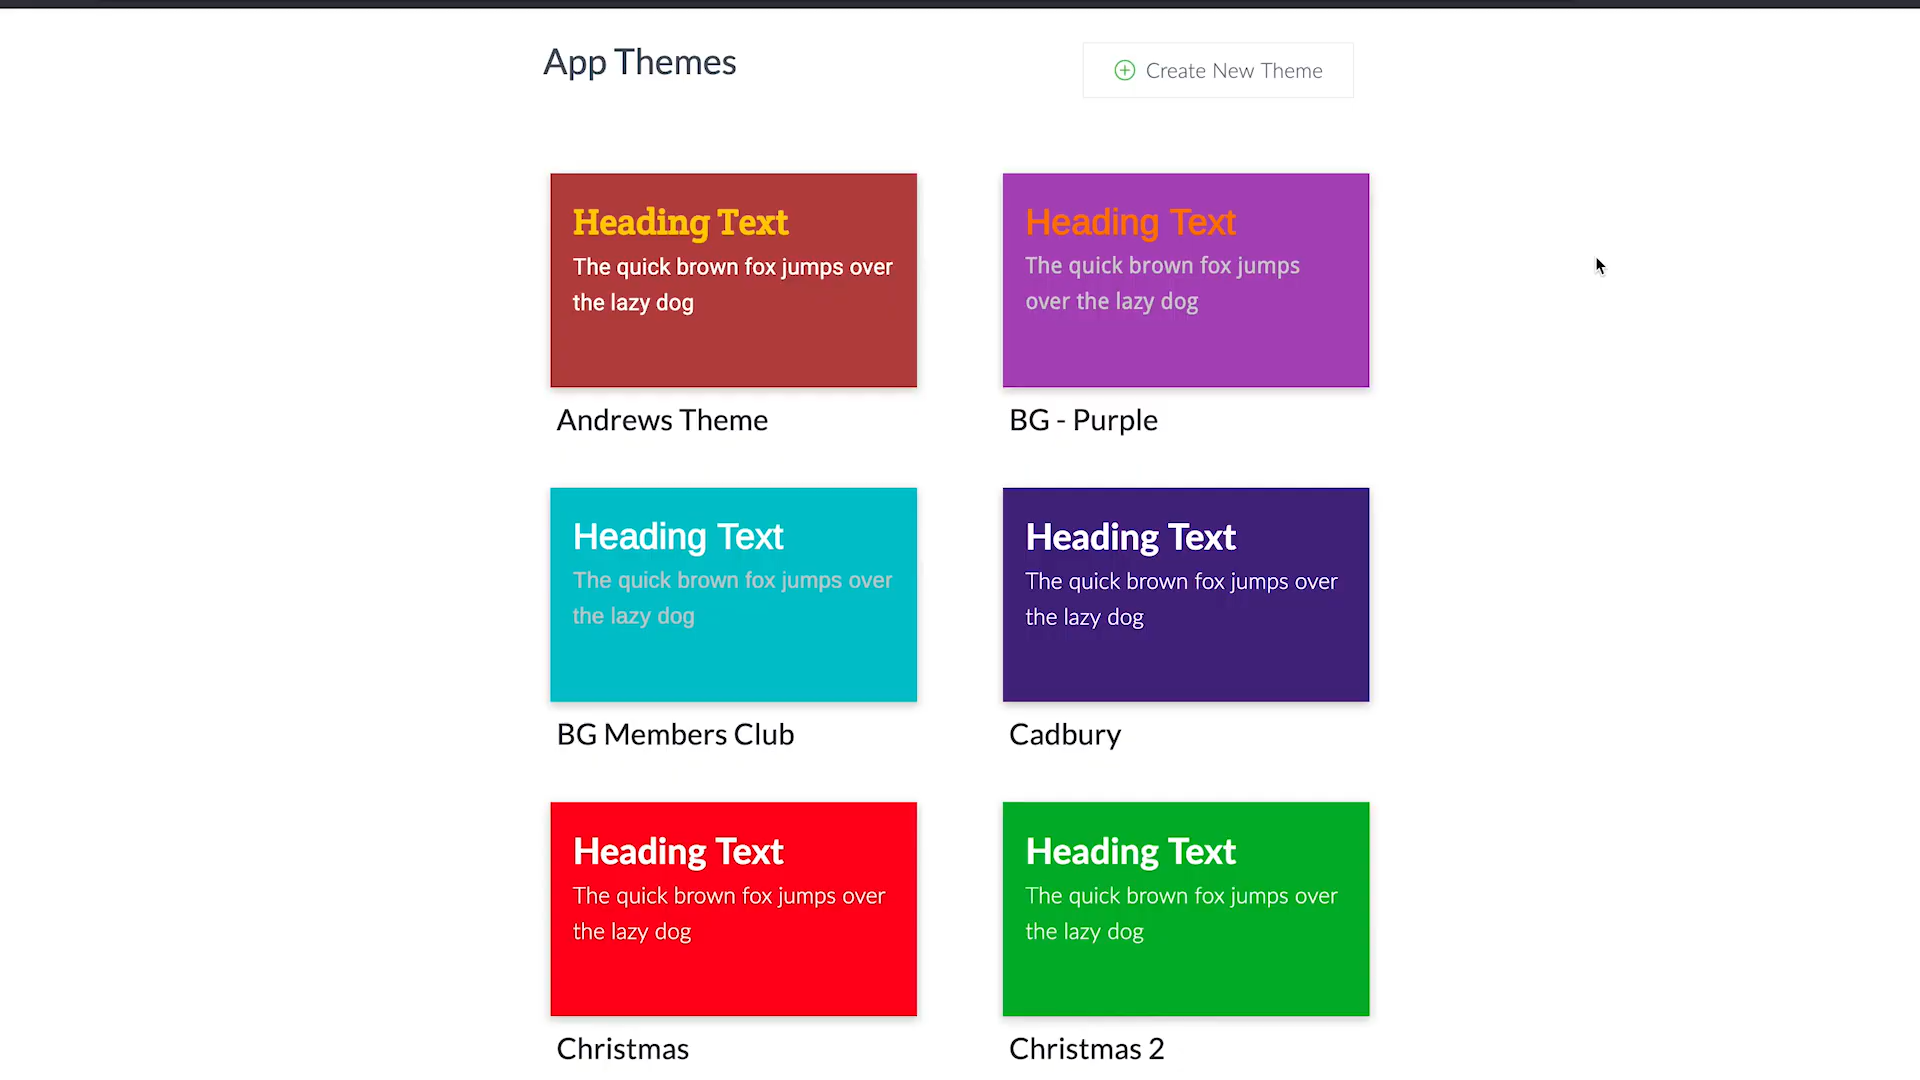 App Themes
Create New Theme
Heading Text
The quick brown fox jumps over
the lazy dog
Andrews Theme
Heading Text
The quick brown fox jumps
over the lazy dog
BG - Purple
Heading Text
The quick brown fox jumps over
the lazy dog
BG Members Club
Heading Text
The quick brown fox jumps over
the lazy dog
Cadbury
Heading Text
The quick brown fox jumps over
the lazy dog
Christmas
Heading Text
The quick brown fox jumps over
the lazy dog
Christmas 2